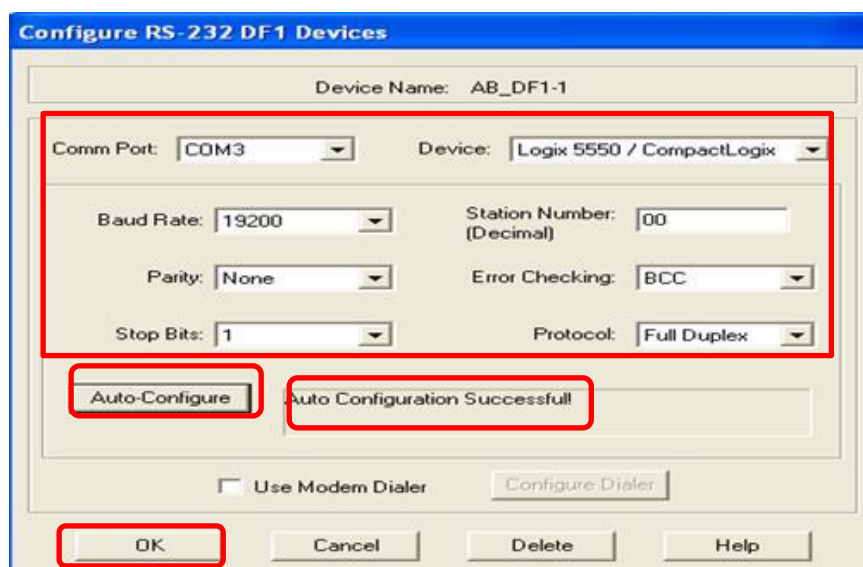 Configure RS-232 DF1 Devices
Device Name: AB_DF1-1
Comm Port: COM3 Device: Logix 5550 / CompactLogix
Baud Rate: 19200 Station Number: 00
(Decimal)
Parity: None Error Checking: BCC
Stop Bits: 1 Protocol: Full Duplex
Auto-Configure Auto Configuration Successful!
Use Modem Dialer Configure Dialer
OK Cancel Delete Help